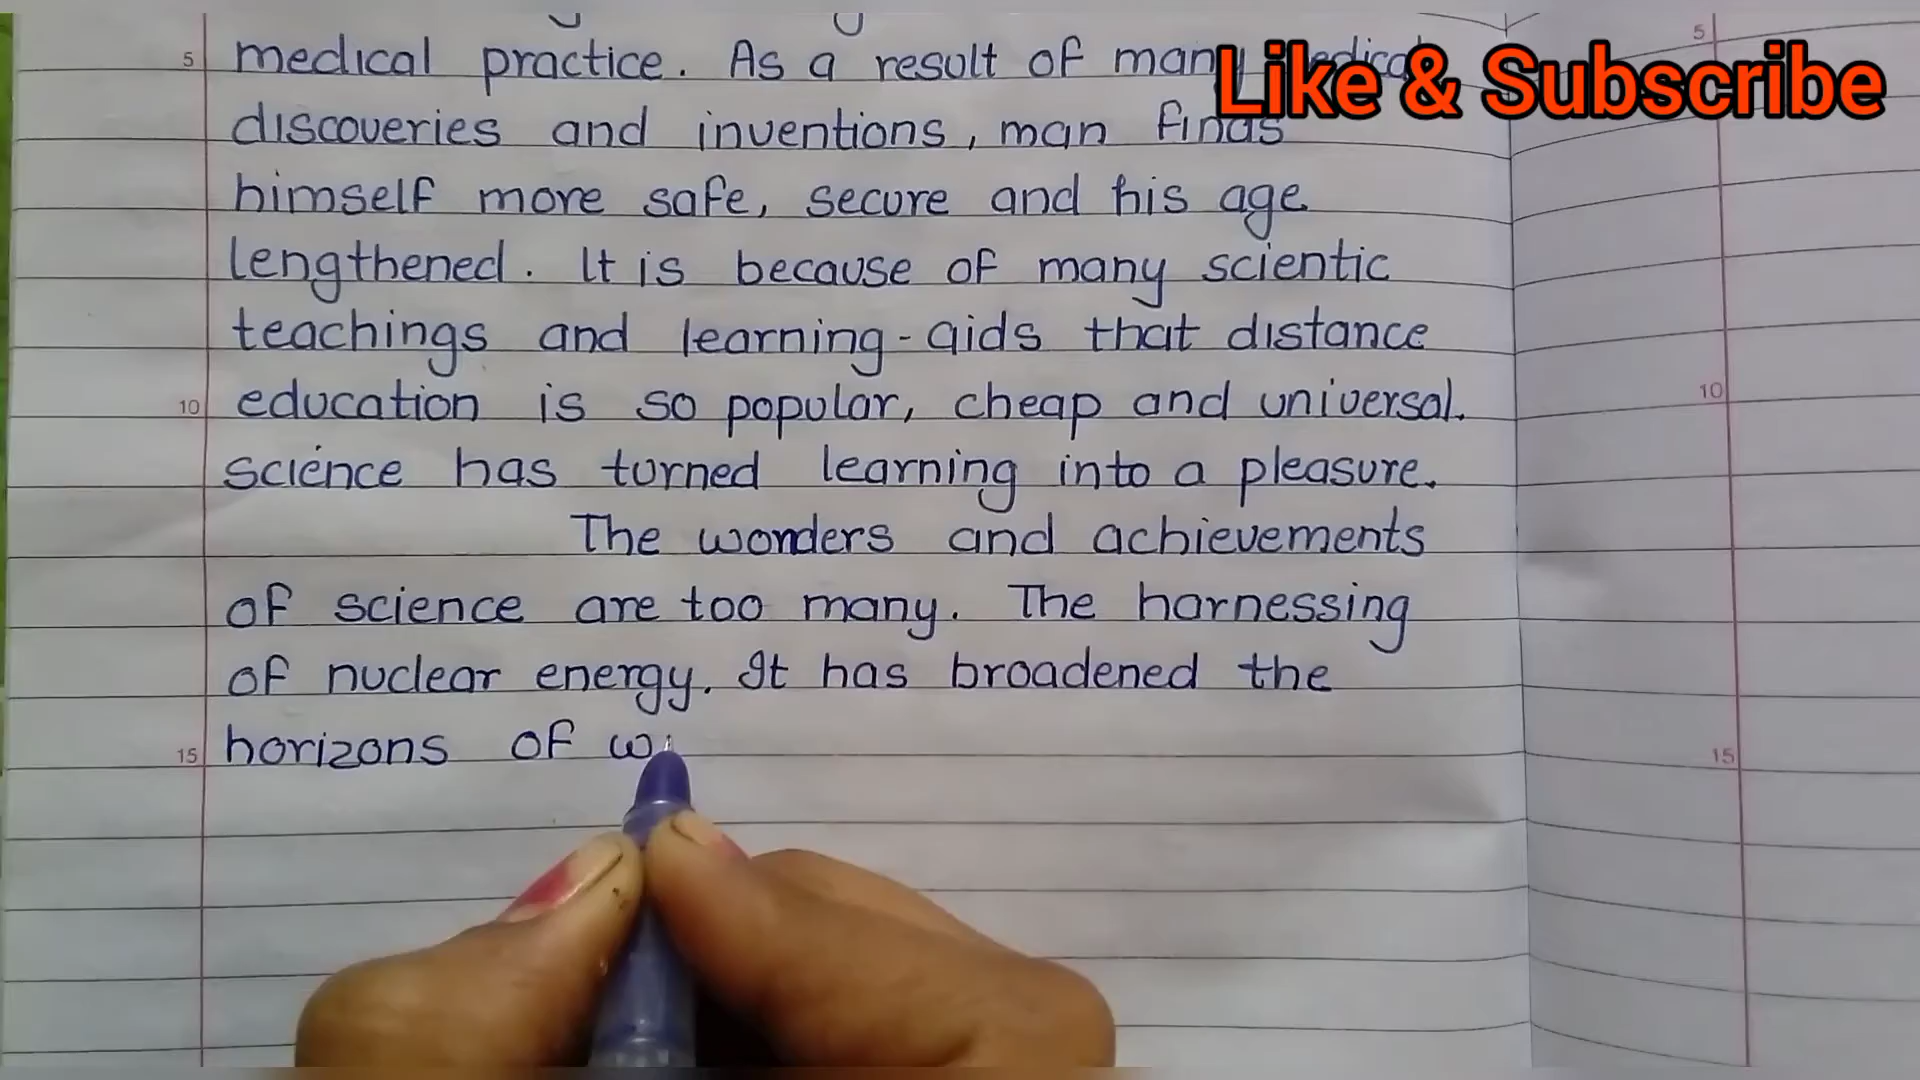 medical practice. As a result of many medical
Like & Subscribe
discoveries and inventions, man finds
himself more safe, secure and his age
lengthened. It is because of many scientic
teachings and learning-aids that distance
education is so popular, cheap and universal.
science has turned learning into a pleasure.
The wonders and achievements
of science are too many. The harnessing
of nuclear energy. It has broadened the
horizons of
5
10
15
5
10
15